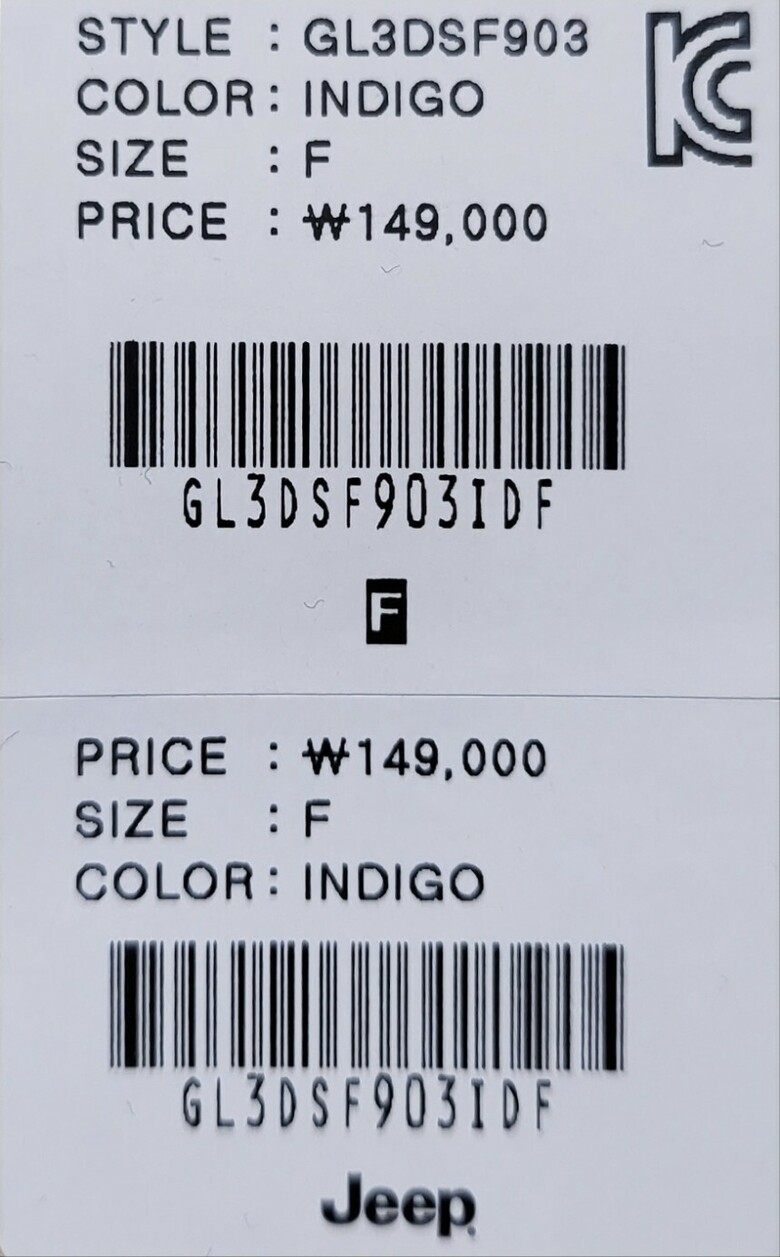 STYLE : GL3DSF903
COLOR : INDIGO
SIZE : F
PRICE : ₩149,000
GL3DSF903IDF
F
PRICE : ₩149,000
SIZE : F
COLOR : INDIGO
GL3DSF903IDF
Jeep